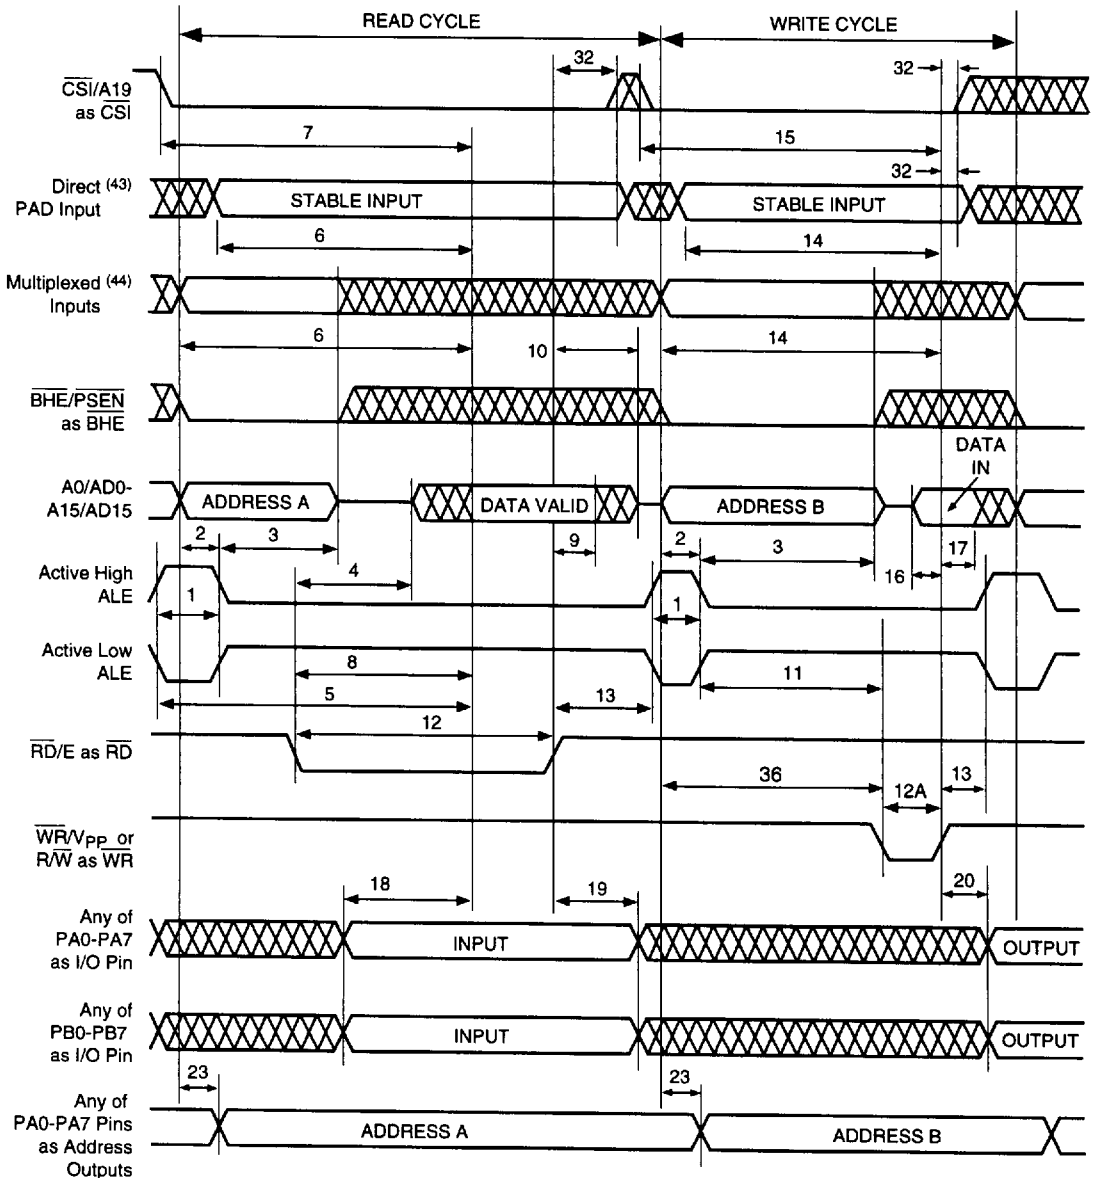 READ CYCLE
WRITE CYCLE
32
32
CSI/A19
as CSI
7
15
32
Direct (43)
PAD Input
STABLE INPUT
STABLE INPUT
6
14
Multiplexed (44)
Inputs
6
10
14
BHE/PSEN
as BHE
DATA
IN
A0/AD0-
A15/AD15
ADDRESS A
DATA VALID
ADDRESS B
2
3
9
2
3
17
4
16
Active High
ALE
1
1
Active Low
ALE
8
11
5
13
12
RD/E as RD
36
12A
13
WR/VPP or
R/W as WR
18
19
20
Any of
PA0-PA7
as I/O Pin
INPUT
OUTPUT
Any of
PB0-PB7
as I/O Pin
INPUT
OUTPUT
23
23
Any of
PA0-PA7 Pins
as Address
Outputs
ADDRESS A
ADDRESS B